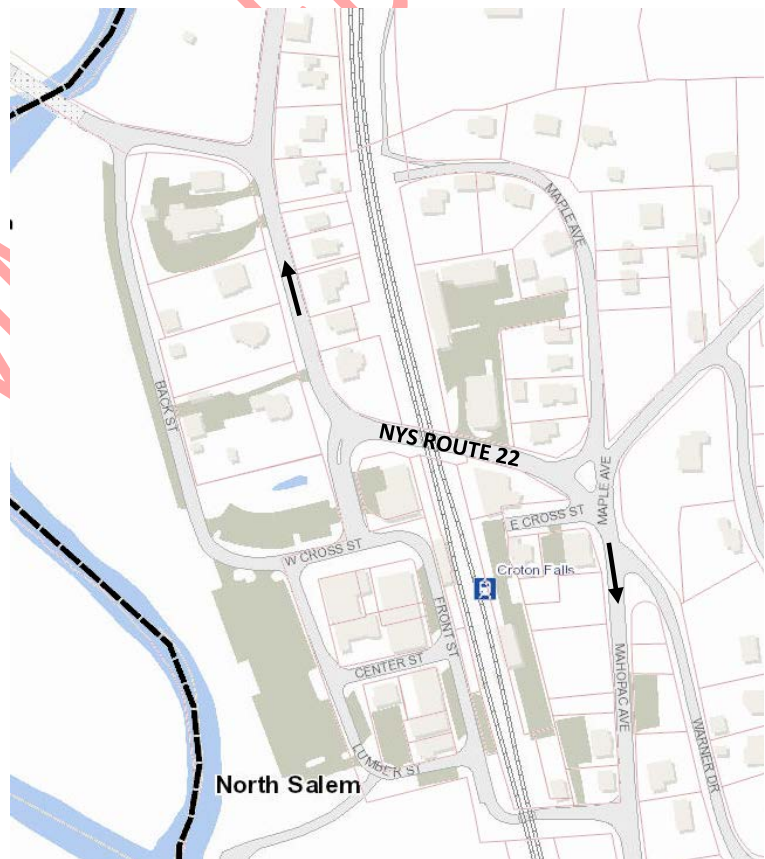 MAPLE AVE
BACK ST
NYS ROUTE 22
MAPLE AVE
E CROSS ST
W CROSS ST
Croton Falls
FRONT ST
CENTER ST
MAHOPAC AVE
WARNER DR
LUMBER ST
North Salem